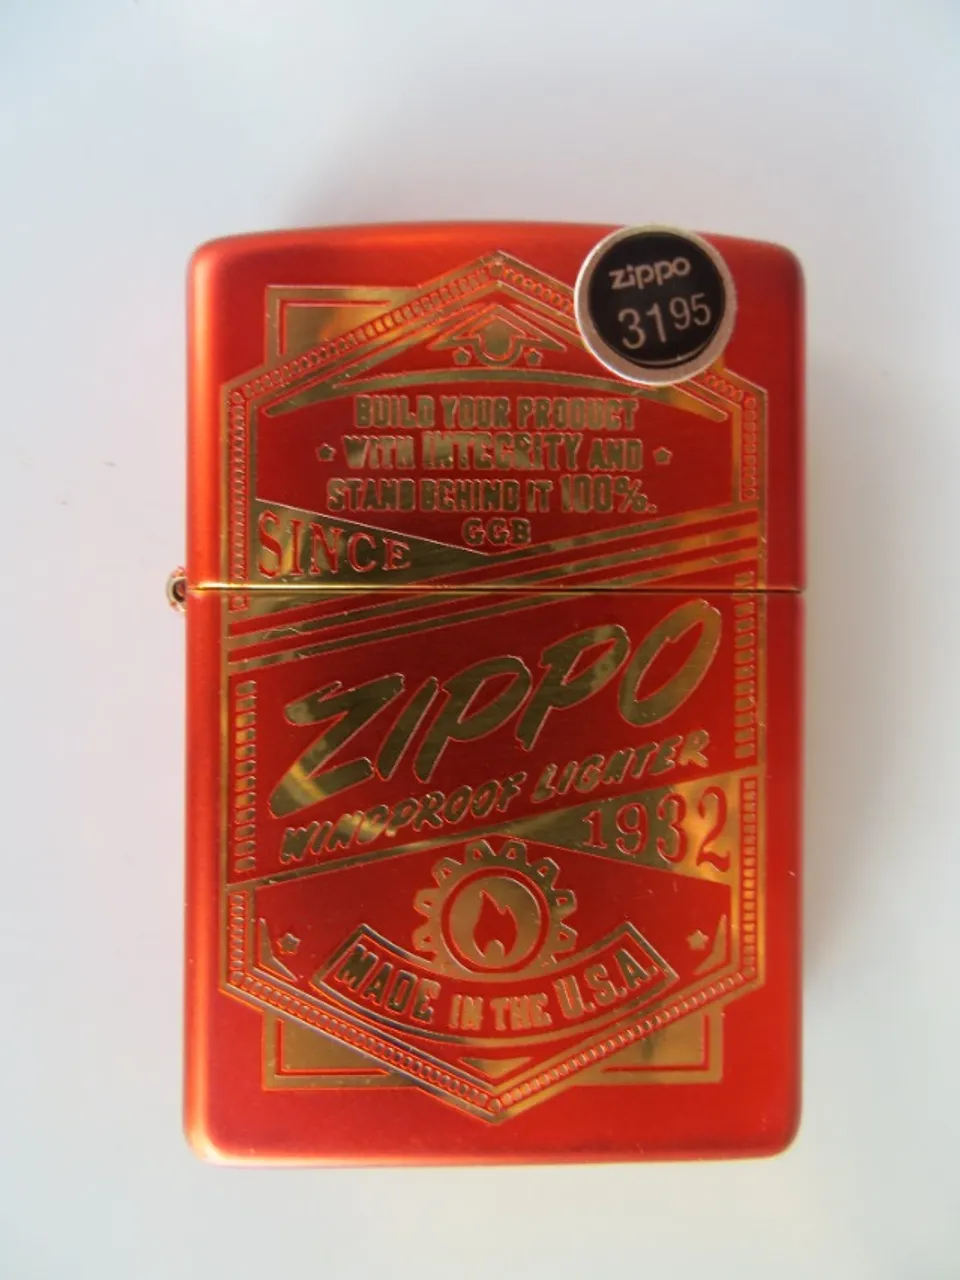 zippo
3195
BUILD YOUR PRODUCT
WITH INTEGRITY AND
STAND BEHIND IT 100%.
GGB
SINCE
ZIPPO
WINDPROOF LIGHTER
1932
MADE IN THE U.S.A.